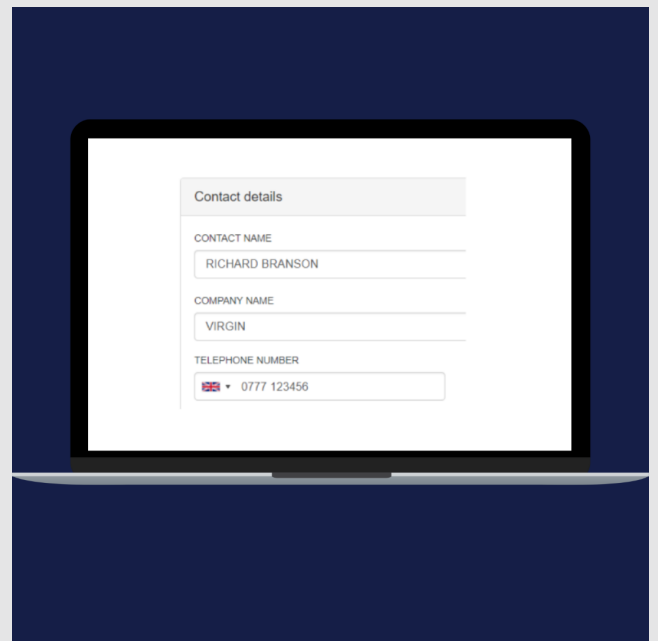 Contact details
CONTACT NAME
RICHARD BRANSON
COMPANY NAME
VIRGIN
TELEPHONE NUMBER
0777 123456